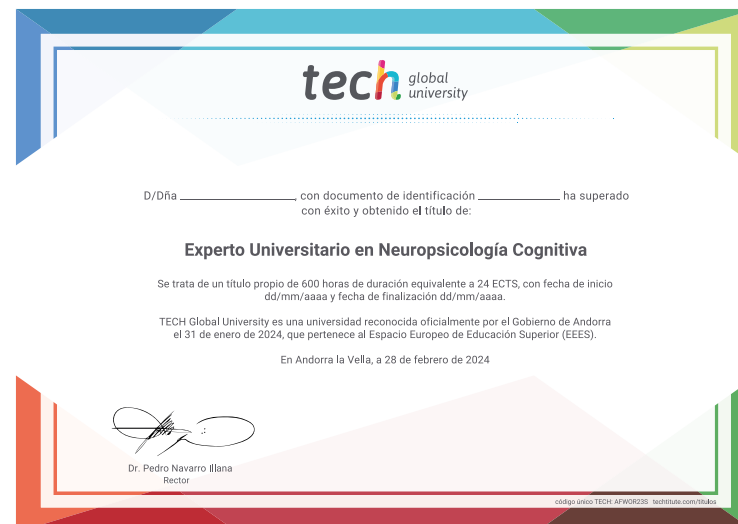 tech global
university
D/Dña ____________, con documento de identificación ____________ ha superado
con éxito y obtenido el título de:
Experto Universitario en Neuropsicología Cognitiva
Se trata de un título propio de 600 horas de duración equivalente a 24 ECTS, con fecha de inicio
dd/mm/aaaa y fecha de finalización dd/mm/aaaa.
TECH Global University es una universidad reconocida oficialmente por el Gobierno de Andorra
el 31 de enero de 2024, que pertenece al Espacio Europeo de Educación Superior (EEES).
En Andorra la Vella, a 28 de febrero de 2024
Dr. Pedro Navarro Illana
Rector
código único TECH: AFWOR23S techtitute.com/titulos